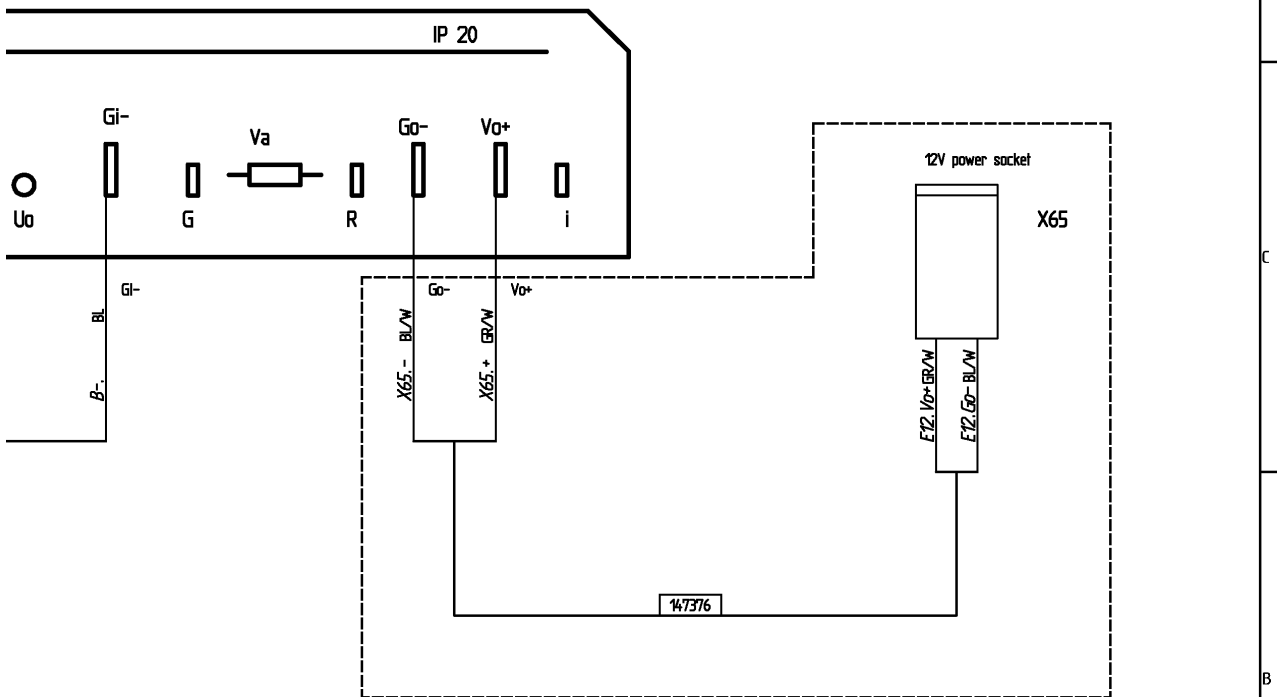 IP 20
Gi-
Va
Go-
Vo+
12V power socket
Uo
G
R
i
X65
C
Gi-
Go-
Vo+
BL
B-.
X65.- BL/W
X65.+ GR/W
E12.Vo+ GR/W
E12.Go- BL/W
147376
B